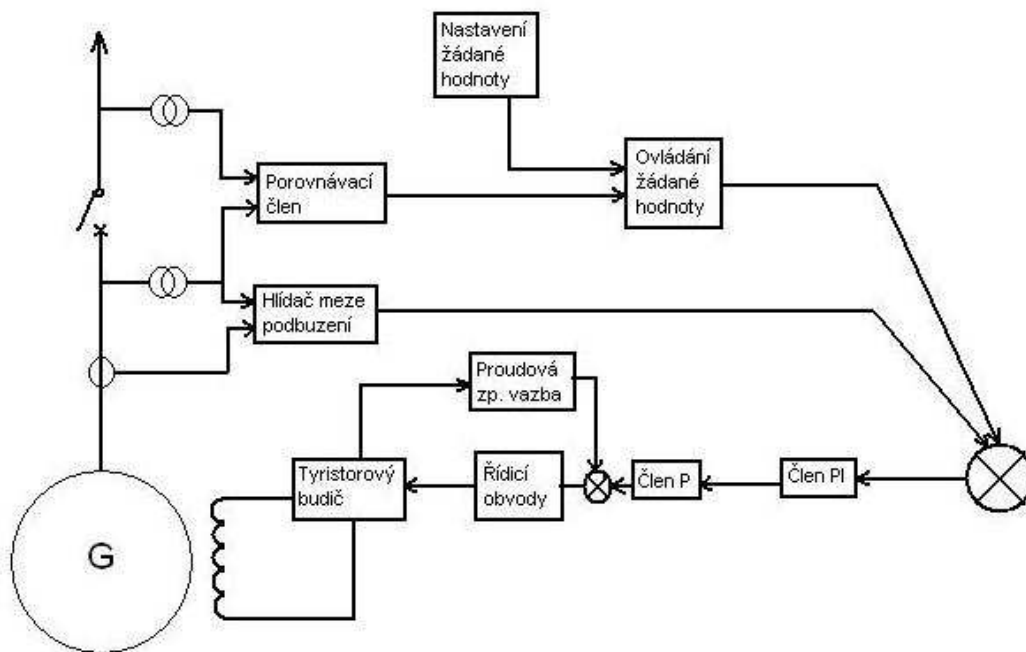 Nastavení
žádané
hodnoty
Ovládání
žádané
hodnoty
Porovnávací
člen
Hlídač meze
podbuzení
Proudová
zp. vazba
Tyristorový
budič
Řídicí
obvody
Člen P
Člen PI
G